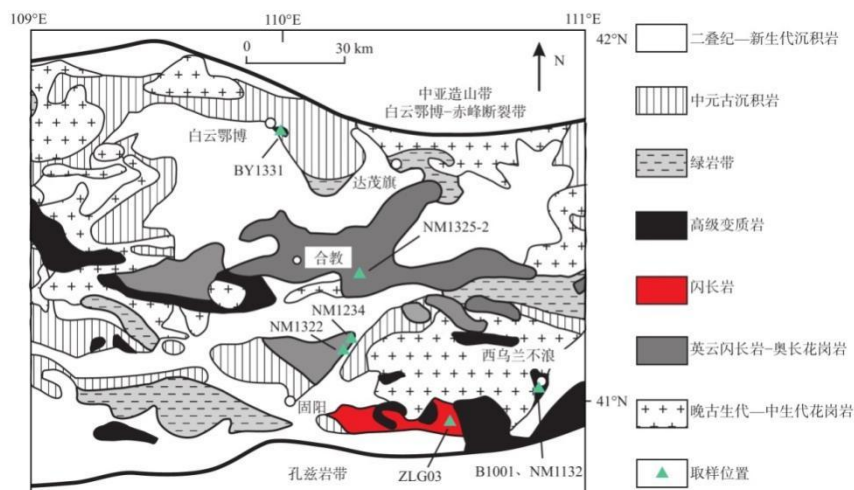 109°E
110°E
111°E
0
30 km
N
42°N
中亚造山带
白云鄂博-赤峰断裂带
白云鄂博
BY1331
达茂旗
NM1325-2
合教
NM1234
NM1322
西乌兰不浪
固阳
41°N
孔兹岩带
ZLG03
B1001、NM1132
二叠纪—新生代沉积岩
中元古沉积岩
绿岩带
高级变质岩
闪长岩
英云闪长岩-奥长花岗岩
晚古生代—中生代花岗岩
取样位置